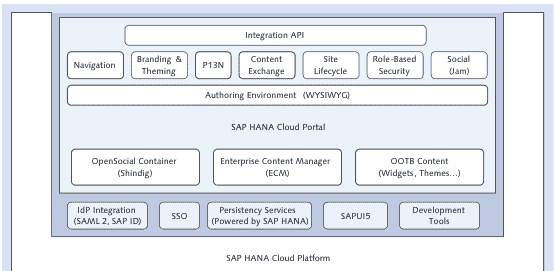 Integration API
Navigation
Branding &
Theming
P13N
Content
Exchange
Site
Lifecycle
Role-Based
Security
Social
(Jam)
Authoring Environment (WYSIWYG)
SAP HANA Cloud Portal
OpenSocial Container
(Shindig)
Enterprise Content Manager
(ECM)
OOTB Content
(Widgets, Themes...)
IdP Integration
(SAML 2, SAP ID)
SSO
Persistency Services
(Powered by SAP HANA)
SAPUI5
Development
Tools
SAP HANA Cloud Platform